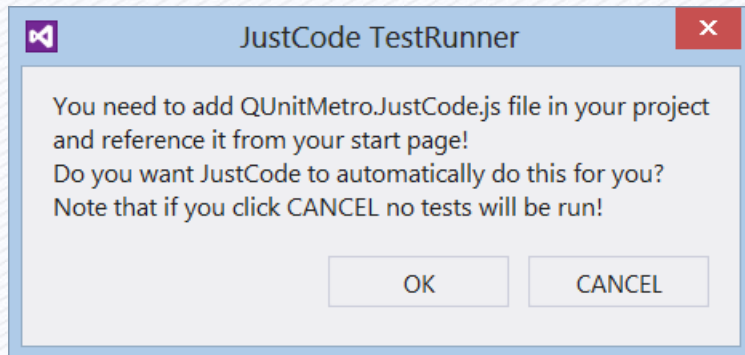 JustCode TestRunner
You need to add QUnitMetro.JustCode.js file in your project
and reference it from your start page!
Do you want JustCode to automatically do this for you?
Note that if you click CANCEL no tests will be run!
OK
CANCEL